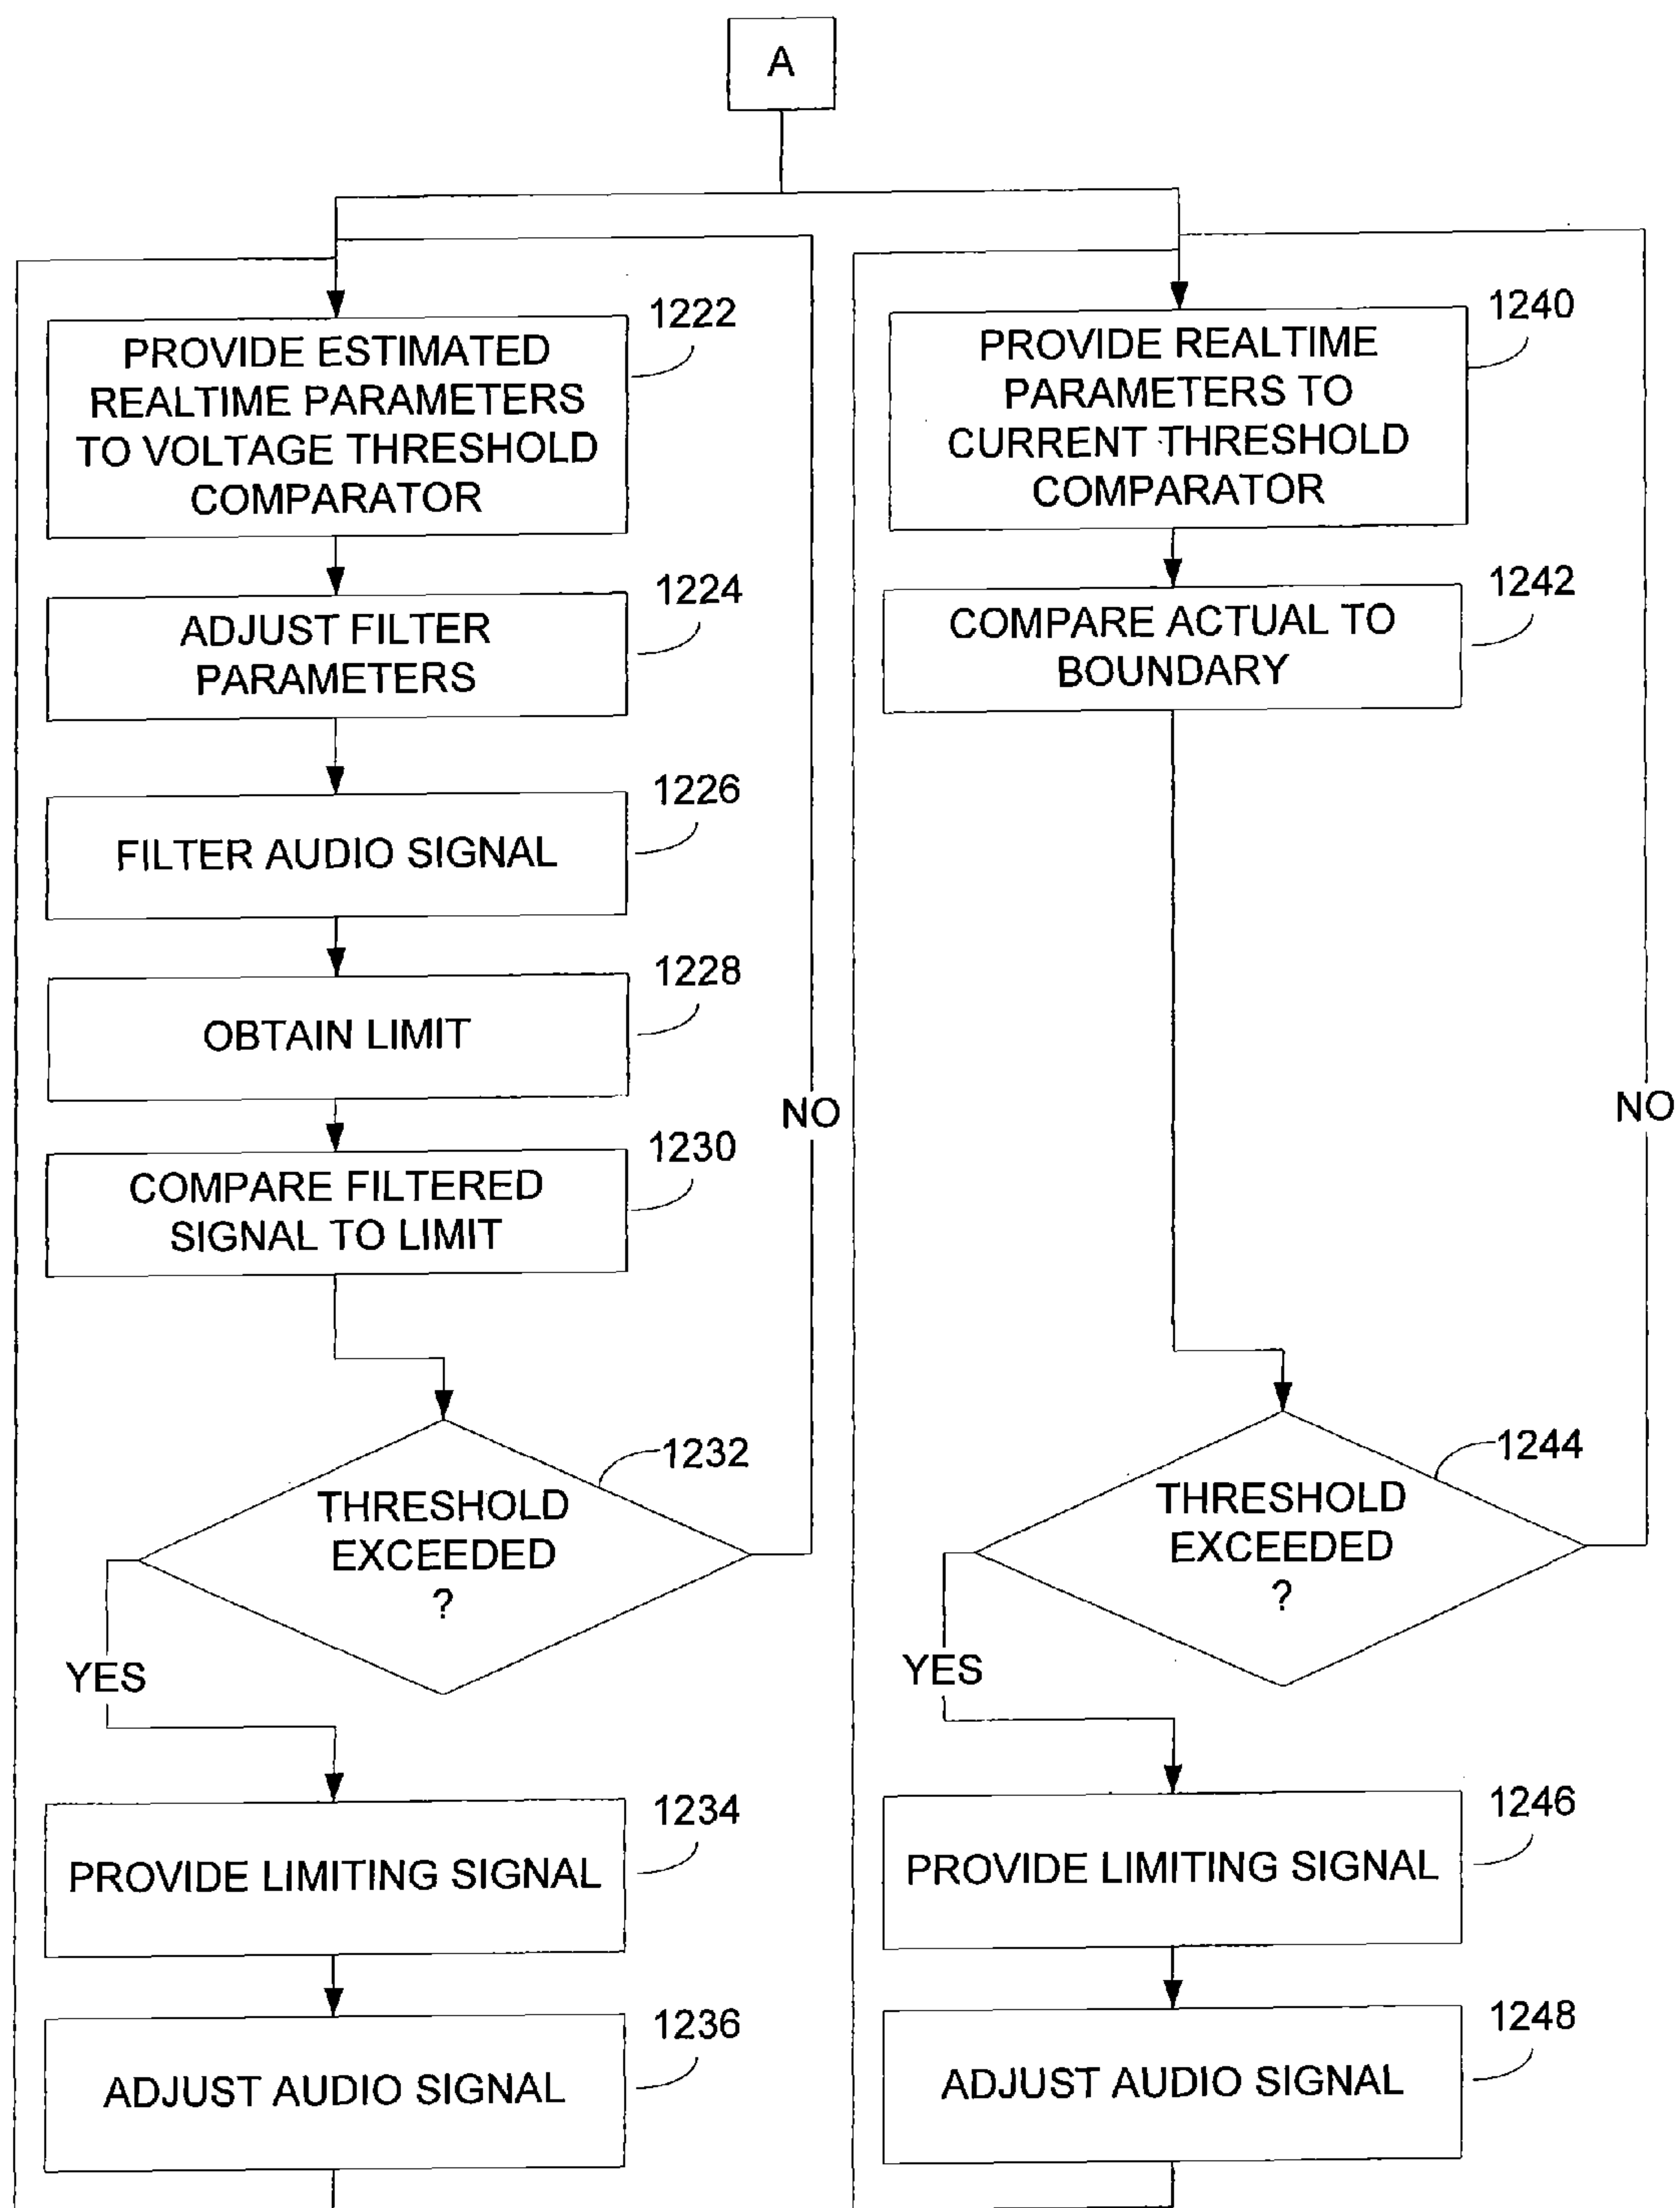 A
1222
PROVIDE ESTIMATED
REALTIME PARAMETERS
TO VOLTAGE THRESHOLD
COMPARATOR
1224
ADJUST FILTER
PARAMETERS
1226
FILTER AUDIO SIGNAL
1228
OBTAIN LIMIT
1230
COMPARE FILTERED
SIGNAL TO LIMIT
NO
1232
THRESHOLD
EXCEEDED
?
YES
1234
PROVIDE LIMITING SIGNAL
1236
ADJUST AUDIO SIGNAL
1240
PROVIDE REALTIME
PARAMETERS TO
CURRENT THRESHOLD
COMPARATOR
1242
COMPARE ACTUAL TO
BOUNDARY
NO
1244
THRESHOLD
EXCEEDED
?
YES
1246
PROVIDE LIMITING SIGNAL
1248
ADJUST AUDIO SIGNAL